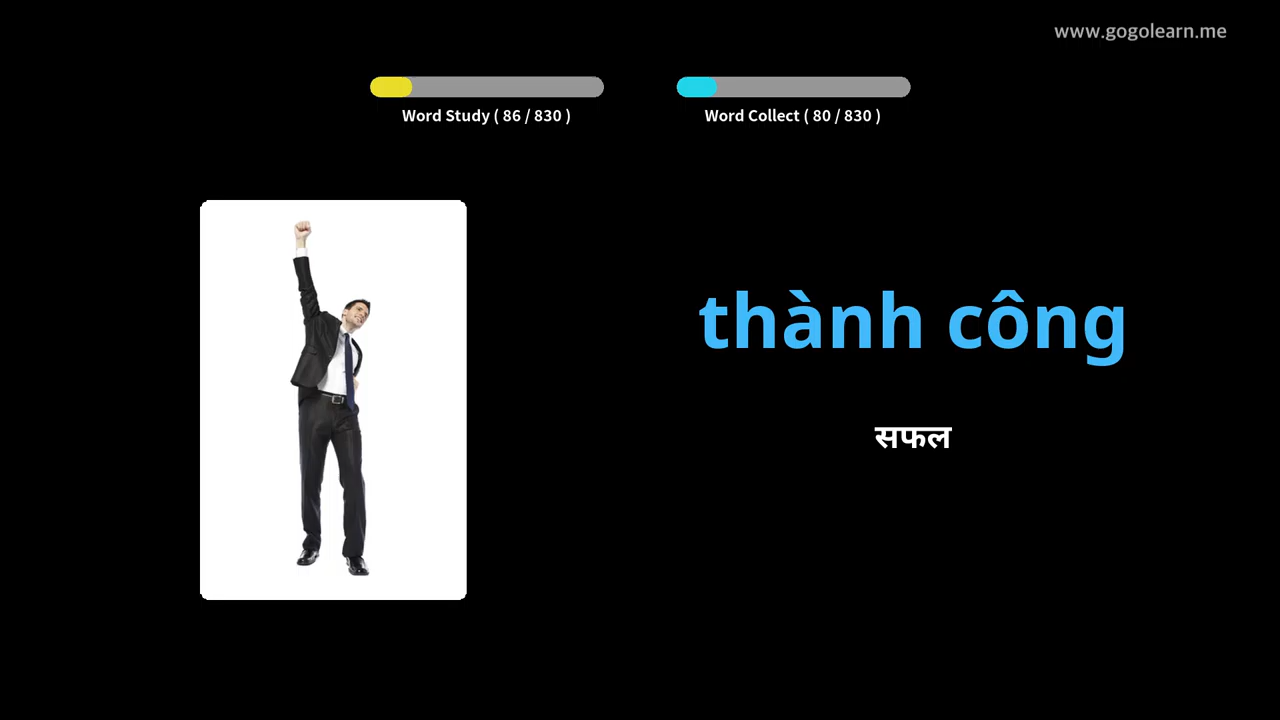 www.gogolearn.me
Word Study ( 86 / 830 )
Word Collect ( 80 / 830 )
thành công
सफल